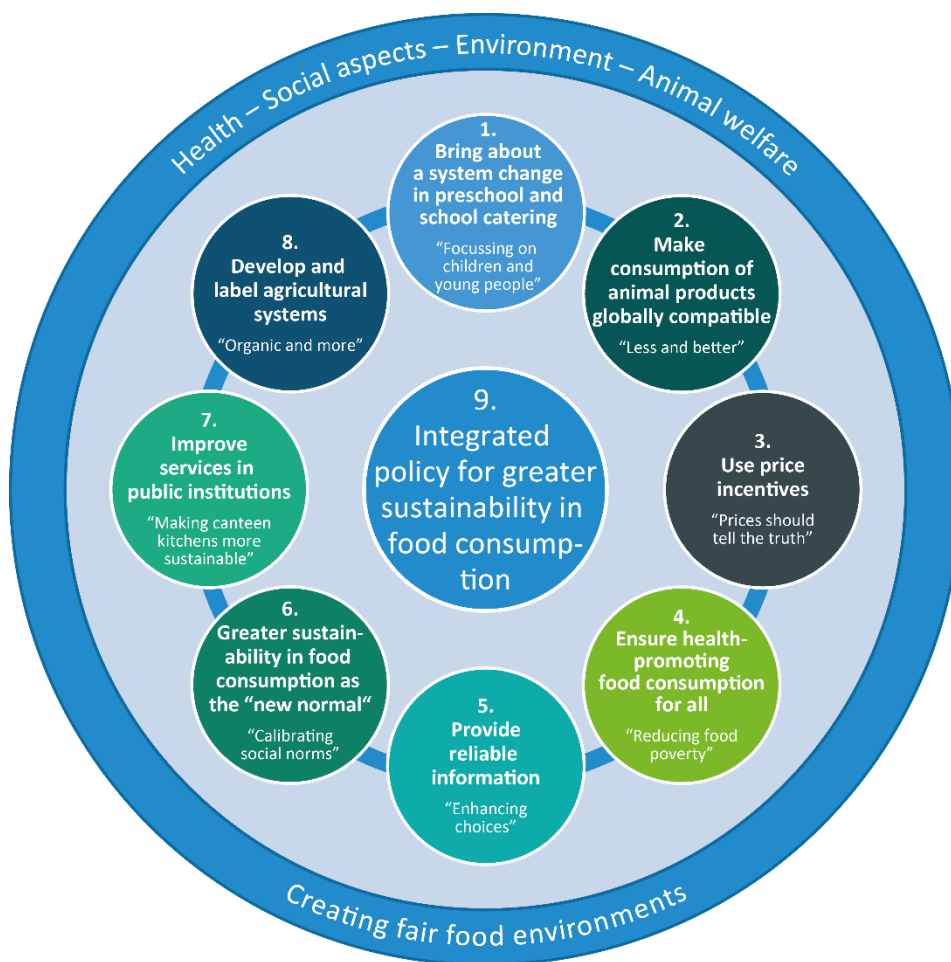 Health – Social aspects – Environment – Animal welfare
1.
Bring about
a system change
in preschool and
school catering
“Focussing on
children and
young people”
2.
Make
consumption of
animal products
globally compatible
“Less and better”
3.
Use price
incentives
“Prices should
tell the truth”
4.
Ensure health-
promoting
food consumption
for all
“Reducing food
poverty”
5.
Provide
reliable
information
“Enhancing
choices”
6.
Greater sustain-
ability in food
consumption as
the “new normal“
“Calibrating
social norms”
7.
Improve
services in
public institutions
“Making canteen
kitchens more
sustainable”
8.
Develop and
label agricultural
systems
“Organic and more”
9.
Integrated
policy for greater
sustainability in
food consump-
tion
Creating fair food environments